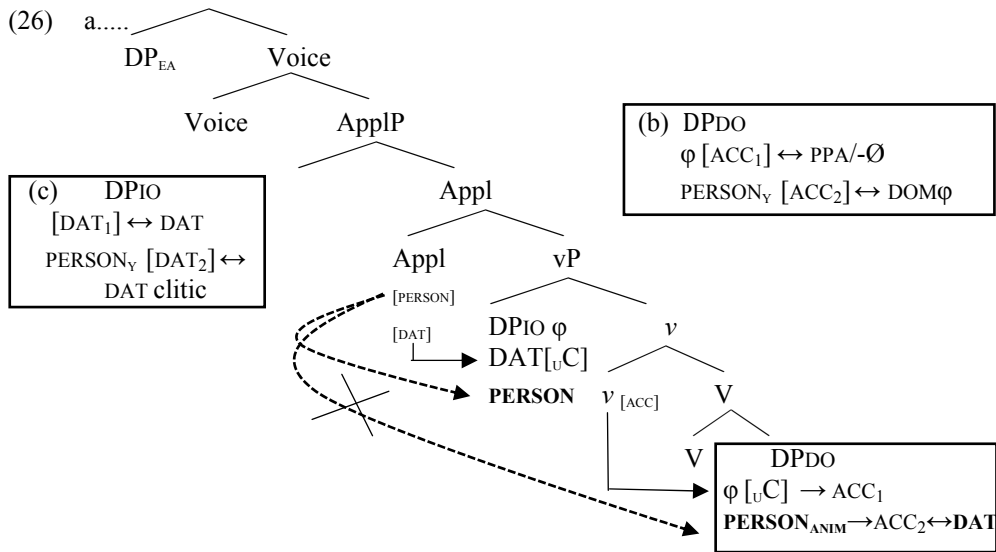 (26) a.....
DP_EA Voice
Voice ApplP
(b) DPDO
φ [ACC₁] ↔ PPA/-Ø
PERSON_Y [ACC₂] ↔ DOMφ
(c) DPIO
[DAT₁] ↔ DAT
PERSON_Y [DAT₂] ↔
DAT clitic
Appl
Appl vP
[PERSON]
[DAT]
DPIO φ v
DAT[ᵤC]
PERSON
v [ACC] V
V DPDO
φ [ᵤC] → ACC₁
PERSON_ANIM→ACC₂↔DAT